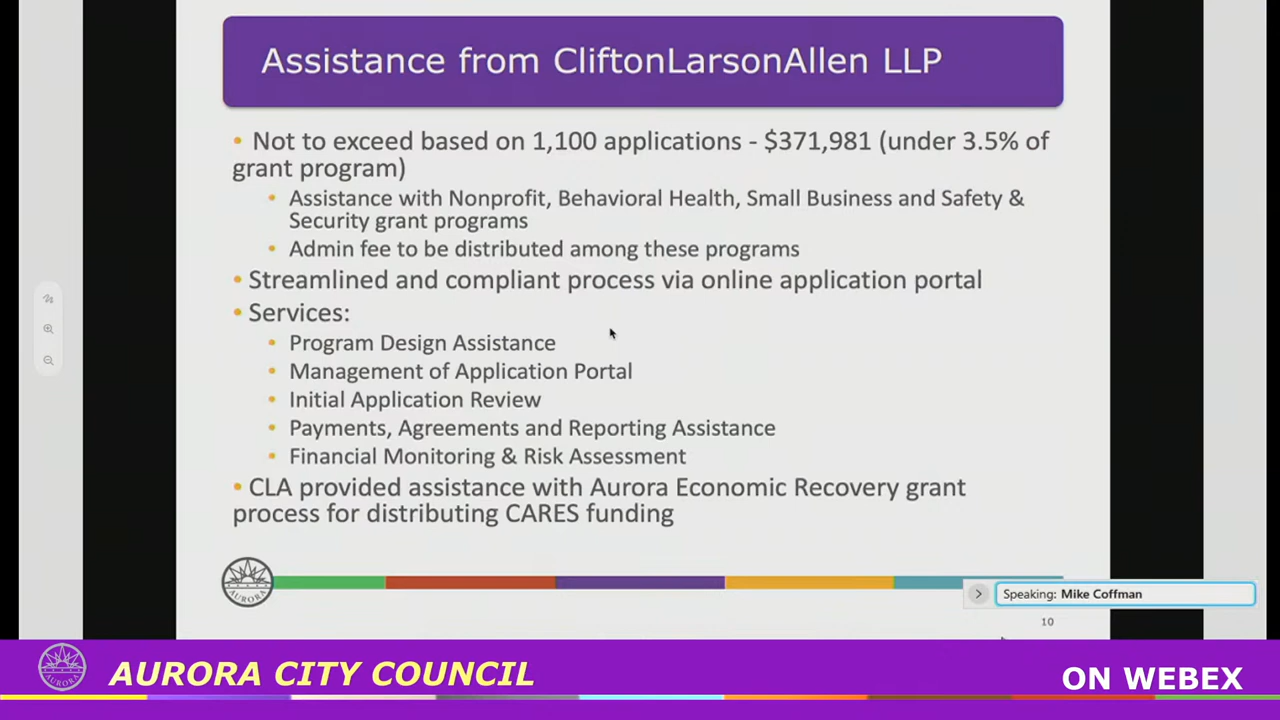 Assistance from CliftonLarsonAllen LLP
• Not to exceed based on 1,100 applications - $371,981 (under 3.5% of
grant program)
• Assistance with Nonprofit, Behavioral Health, Small Business and Safety &
Security grant programs
• Admin fee to be distributed among these programs
• Streamlined and compliant process via online application portal
• Services:
• Program Design Assistance
• Management of Application Portal
• Initial Application Review
• Payments, Agreements and Reporting Assistance
• Financial Monitoring & Risk Assessment
• CLA provided assistance with Aurora Economic Recovery grant
process for distributing CARES funding
AURORA
Speaking: Mike Coffman
10
AURORA CITY COUNCIL
ON WEBEX